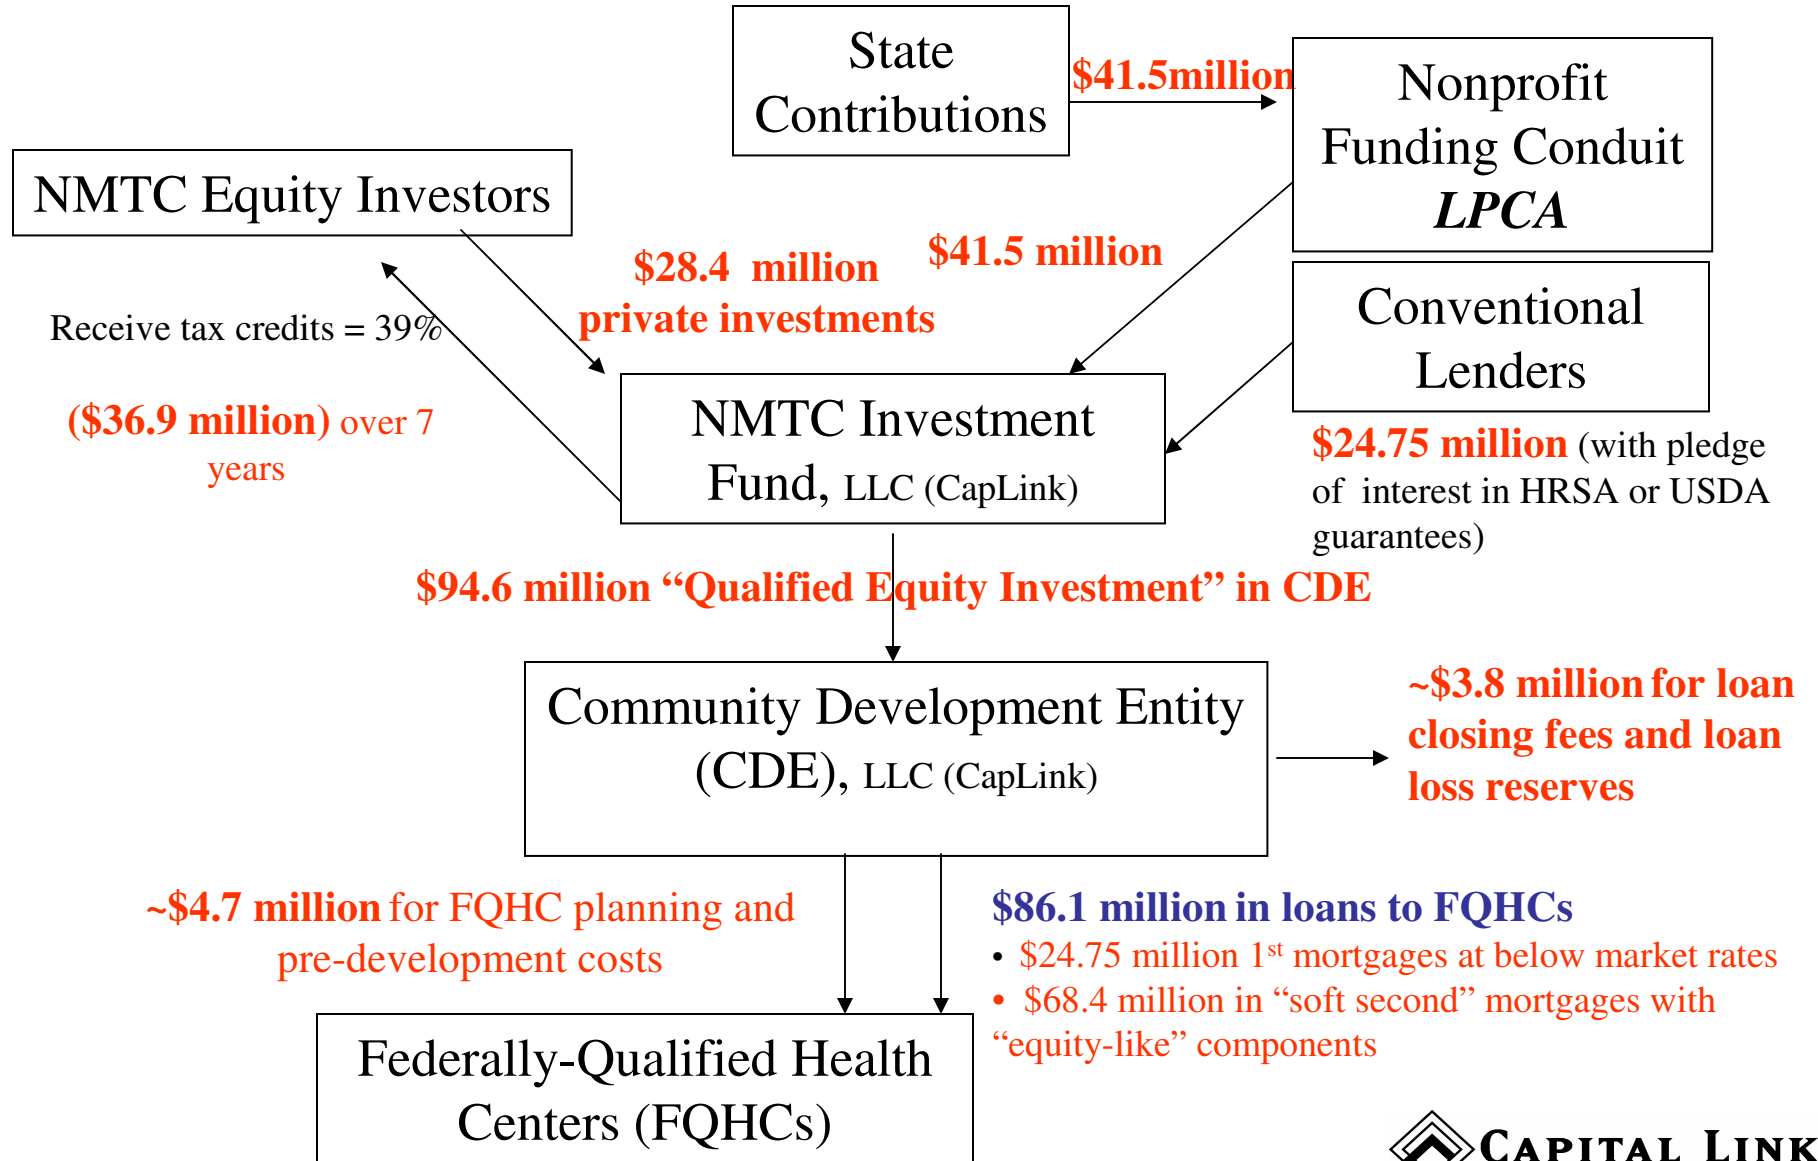 State
Contributions
$41.5million
Nonprofit
Funding Conduit
LPCA
NMTC Equity Investors
$28.4  million
private investments
$41.5 million
Conventional
Lenders
Receive tax credits = 39%
($36.9 million) over 7
years
NMTC Investment
Fund, LLC (CapLink)
$24.75 million (with pledge
of  interest in HRSA or USDA
guarantees)
$94.6 million “Qualified Equity Investment” in CDE
Community Development Entity
(CDE), LLC (CapLink)
~$3.8 million for loan
closing fees and loan
loss reserves
~$4.7 million for FQHC planning and
pre-development costs
$86.1 million in loans to FQHCs
• $24.75 million 1st mortgages at below market rates
• $68.4 million in “soft second” mortgages with
“equity-like” components
Federally-Qualified Health
Centers (FQHCs)
CAPITAL LINK